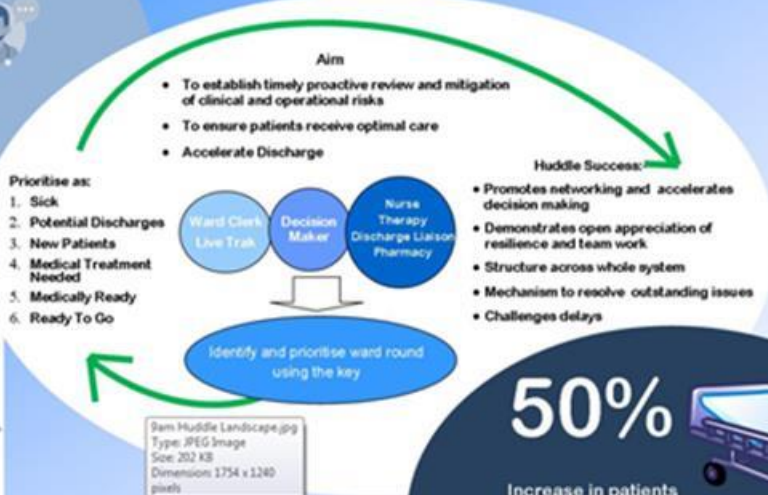 Aim
• To establish timely proactive review and mitigation
of clinical and operational risks
• To ensure patients receive optimal care
• Accelerate Discharge
Prioritise as:
1. Sick
2. Potential Discharges
3. New Patients
4. Medical Treatment
Needed
5. Medically Ready
6. Ready To Go
Ward Clerk
Live Trak
Decision
Maker
Nurse
Therapy
Discharge Liaison
Pharmacy
Identify and prioritise ward round
using the key
Huddle Success:
• Promotes networking and accelerates
decision making
• Demonstrates open appreciation of
resilience and team work
• Structure across whole system
• Mechanism to resolve outstanding issues
• Challenges delays
9am Huddle Landscape.jpg
Type: JPEG Image
Size: 202 KB
Dimension: 1754 x 1240
pixels
50%
Increase in patients